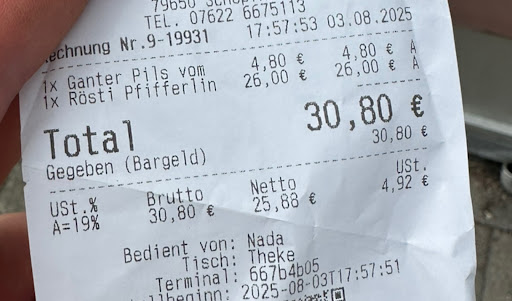 79650
TEL. 07622 6675113
Rechnung Nr.9-19931 17:57:53 03.08.2025
1x Ganter Pils vom 4,80 € 4,80 € A
1x Rösti Pfifferlin 26,00 € 26,00 € A
Total 30,80 €
Gegeben (Bargeld) 30,80 €
USt.% Brutto Netto USt.
A=19% 30,80 € 25,88 € 4,92 €
Bedient von: Nada
Tisch: Theke
Terminal: 667b4b05
2025-08-03T17:57:51